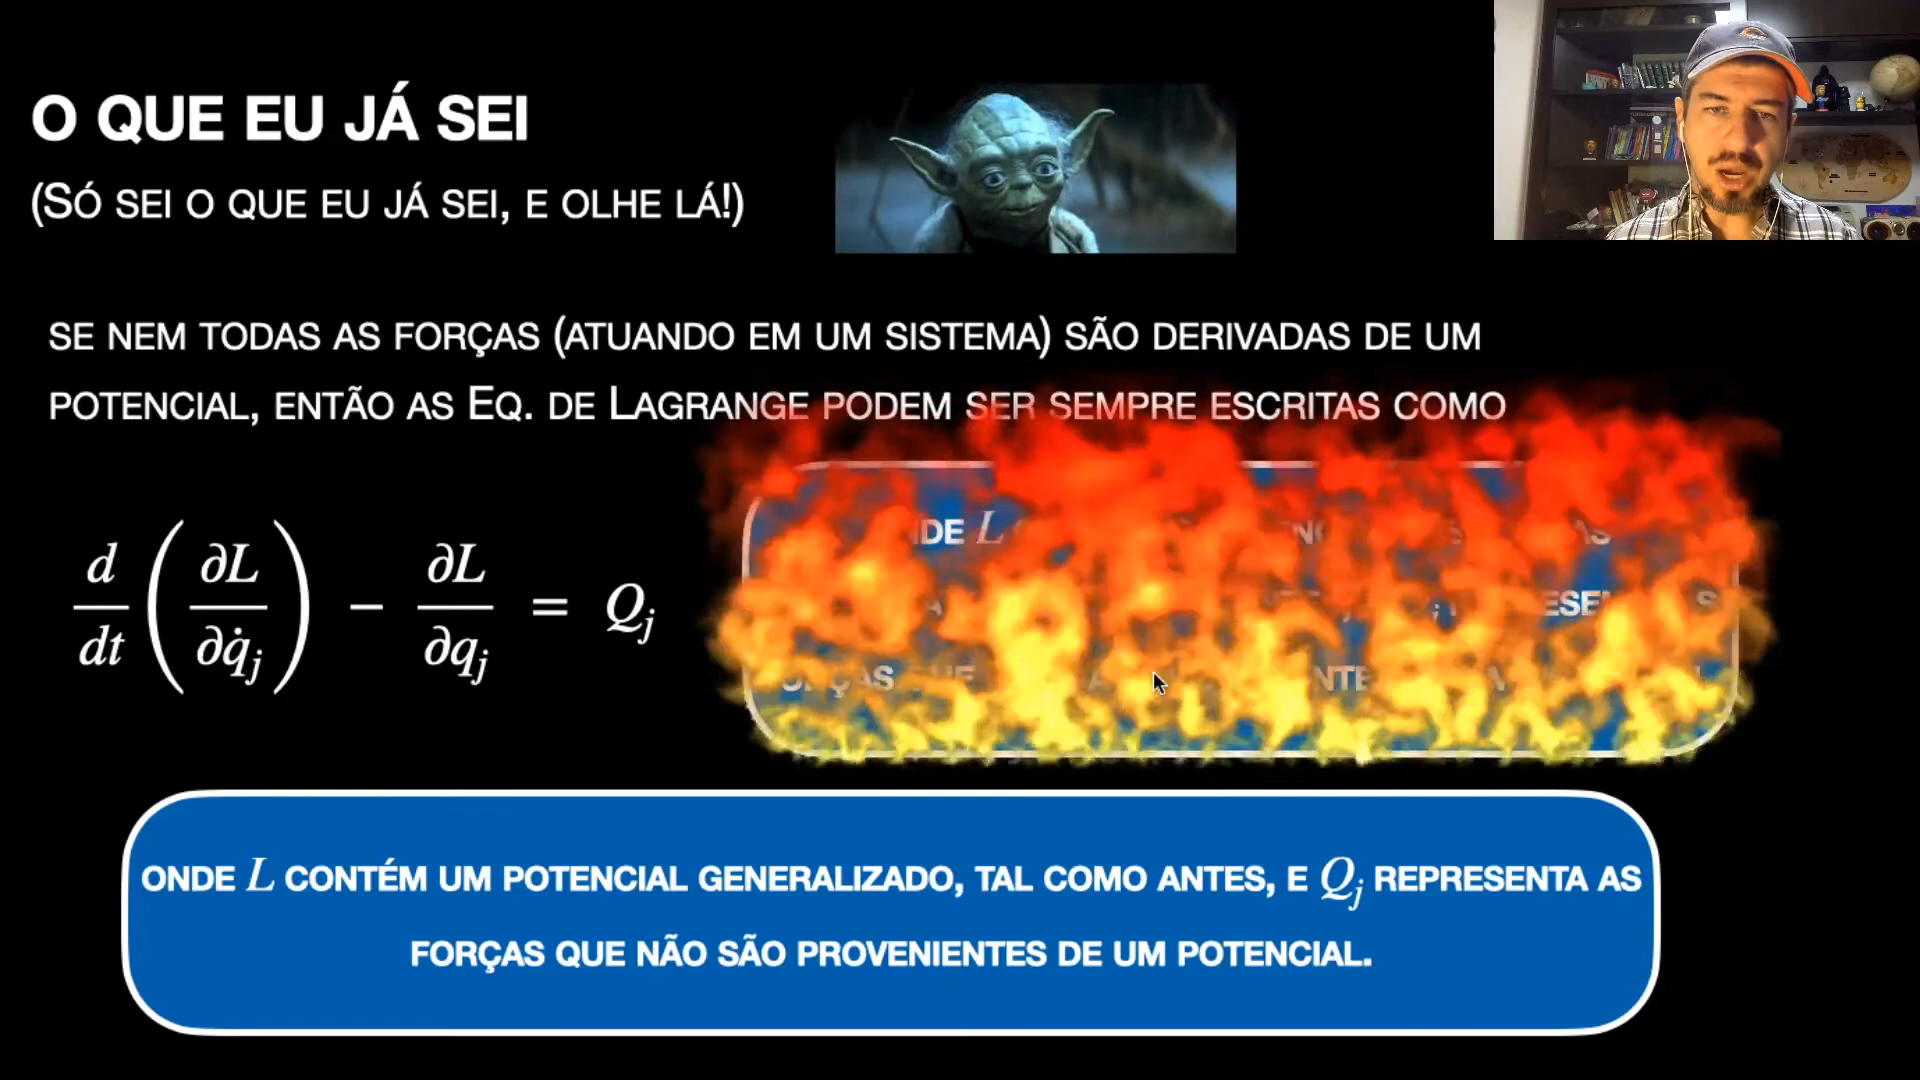 O QUE EU JÁ SEI
(SÓ SEI O QUE EU JÁ SEI, E OLHE LÁ!)
SE NEM TODAS AS FORÇAS (ATUANDO EM UM SISTEMA) SÃO DERIVADAS DE UM
POTENCIAL, ENTÃO AS EQ. DE LAGRANGE PODEM SER SEMPRE ESCRITAS COMO
d/dt (∂L/∂q̇ⱼ) − ∂L/∂qⱼ = Qⱼ
ONDE L CONTÉM UM POTENCIAL GENERALIZADO, TAL COMO ANTES, E Qⱼ REPRESENTA AS
FORÇAS QUE NÃO SÃO PROVENIENTES DE UM POTENCIAL.